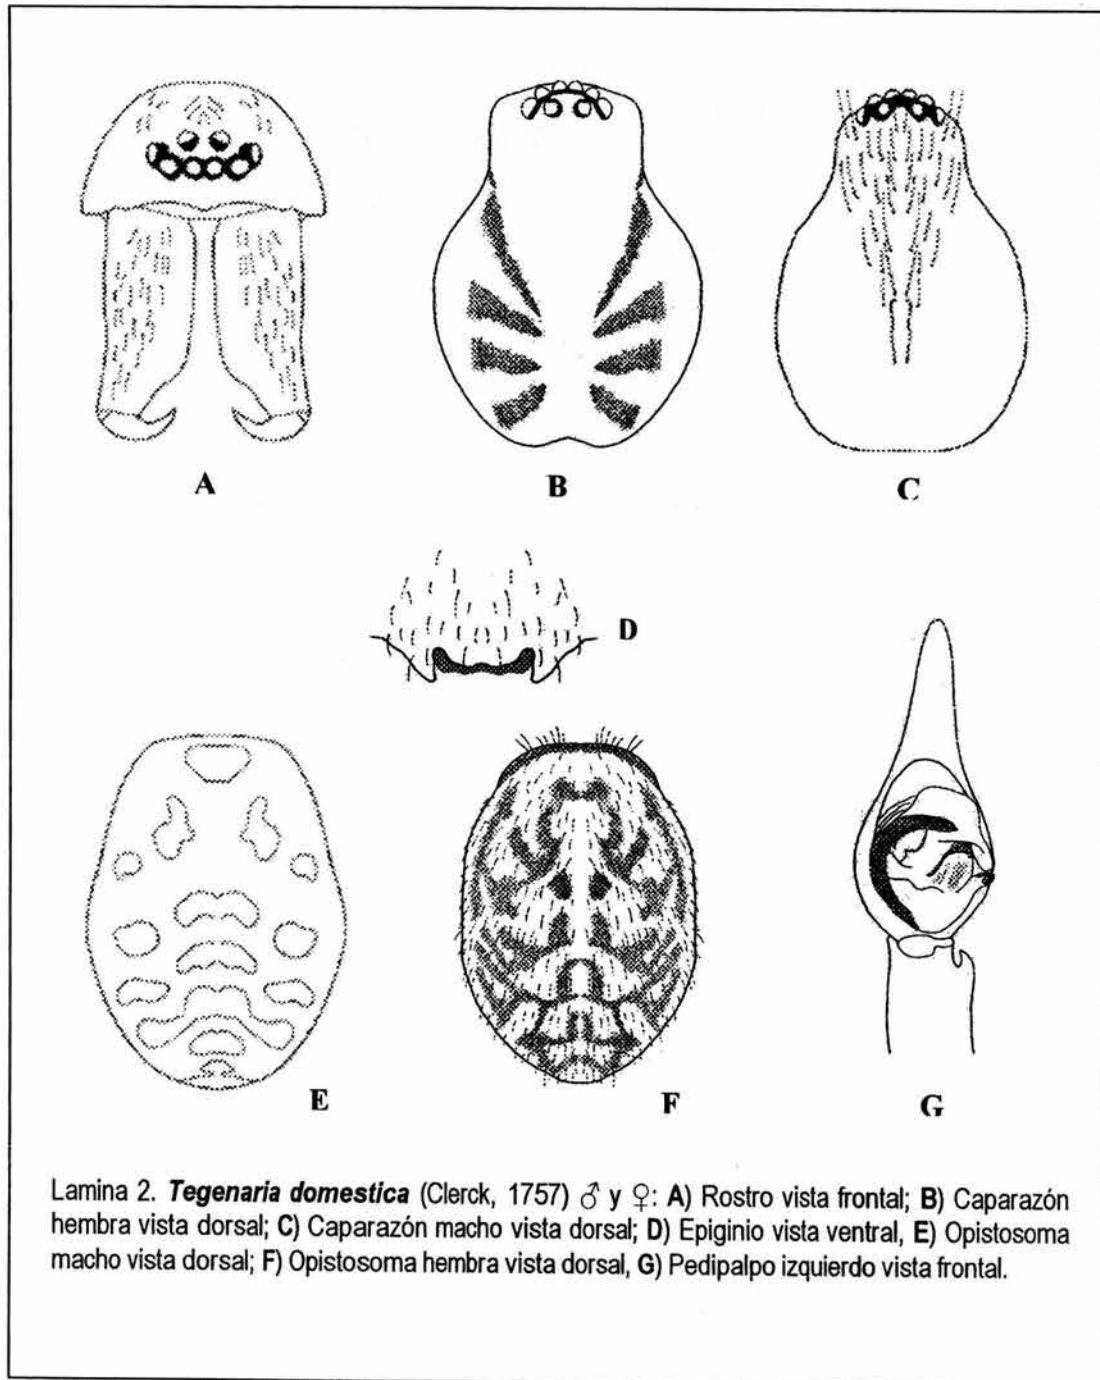 A
B
C
D
E
F
G
Lamina 2. Tegenaria domestica (Clerck, 1757) ♂ y ♀: A) Rostro vista frontal; B) Caparazón
hembra vista dorsal; C) Caparazón macho vista dorsal; D) Epiginio vista ventral, E) Opistosoma
macho vista dorsal; F) Opistosoma hembra vista dorsal, G) Pedipalpo izquierdo vista frontal.